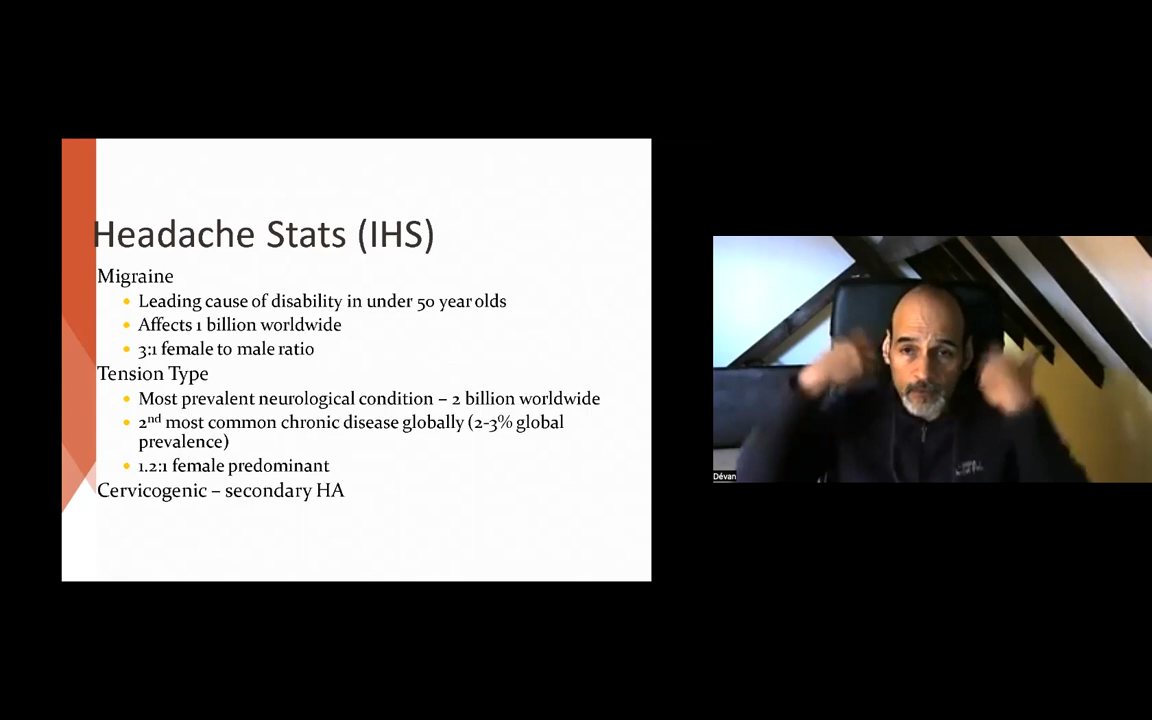 Headache Stats (IHS)
Migraine
• Leading cause of disability in under 50 year olds
• Affects 1 billion worldwide
• 3:1 female to male ratio
Tension Type
• Most prevalent neurological condition – 2 billion worldwide
• 2nd most common chronic disease globally (2-3% global
prevalence)
• 1.2:1 female predominant
Cervicogenic – secondary HA
Dévan